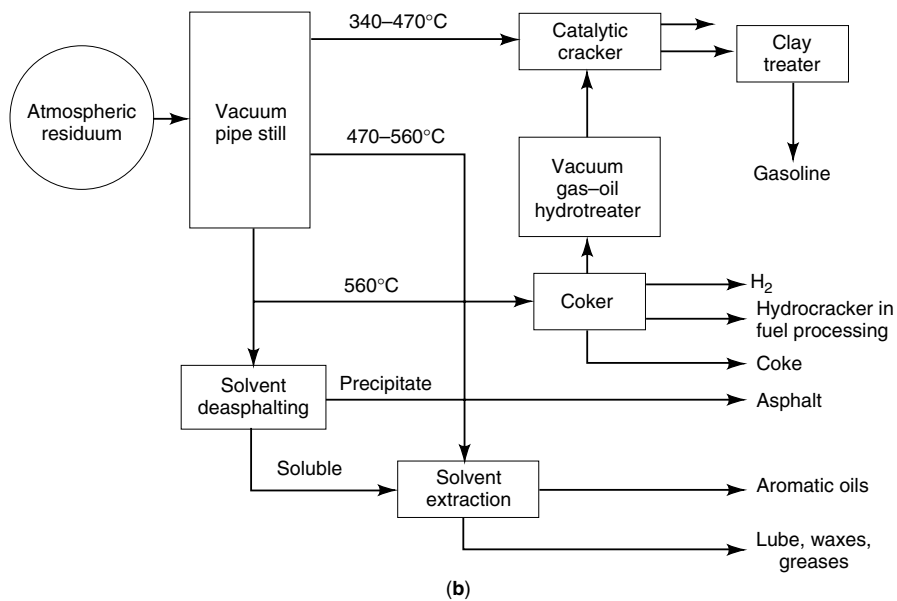 340–470°C
Catalytic
cracker
Clay
treater
Atmospheric
residuum
Vacuum
pipe still
470–560°C
Vacuum
gas–oil
hydrotreater
Gasoline
560°C
Coker
H₂
Hydrocracker in
fuel processing
Coke
Solvent
deasphalting
Precipitate
Asphalt
Soluble
Solvent
extraction
Aromatic oils
Lube, waxes,
greases
(b)